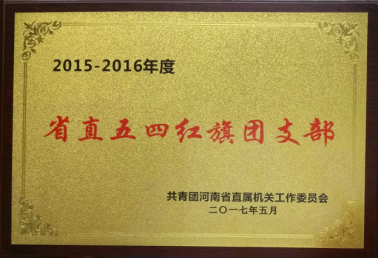 2015-2016年度
省直五四红旗团支部
共青团河南省直属机关工作委员会
二〇一七年五月